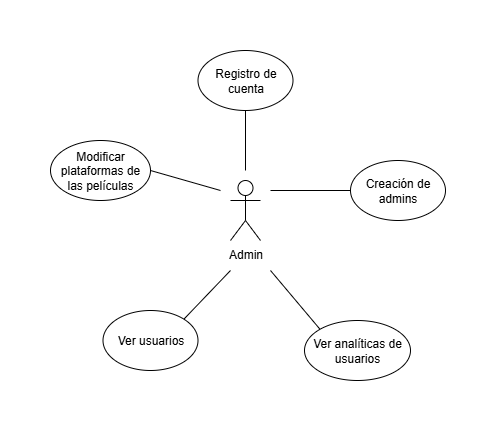 Registro de
cuenta
Modificar
plataformas de
las películas
Creación de
admins
Admin
Ver usuarios
Ver analíticas de
usuarios